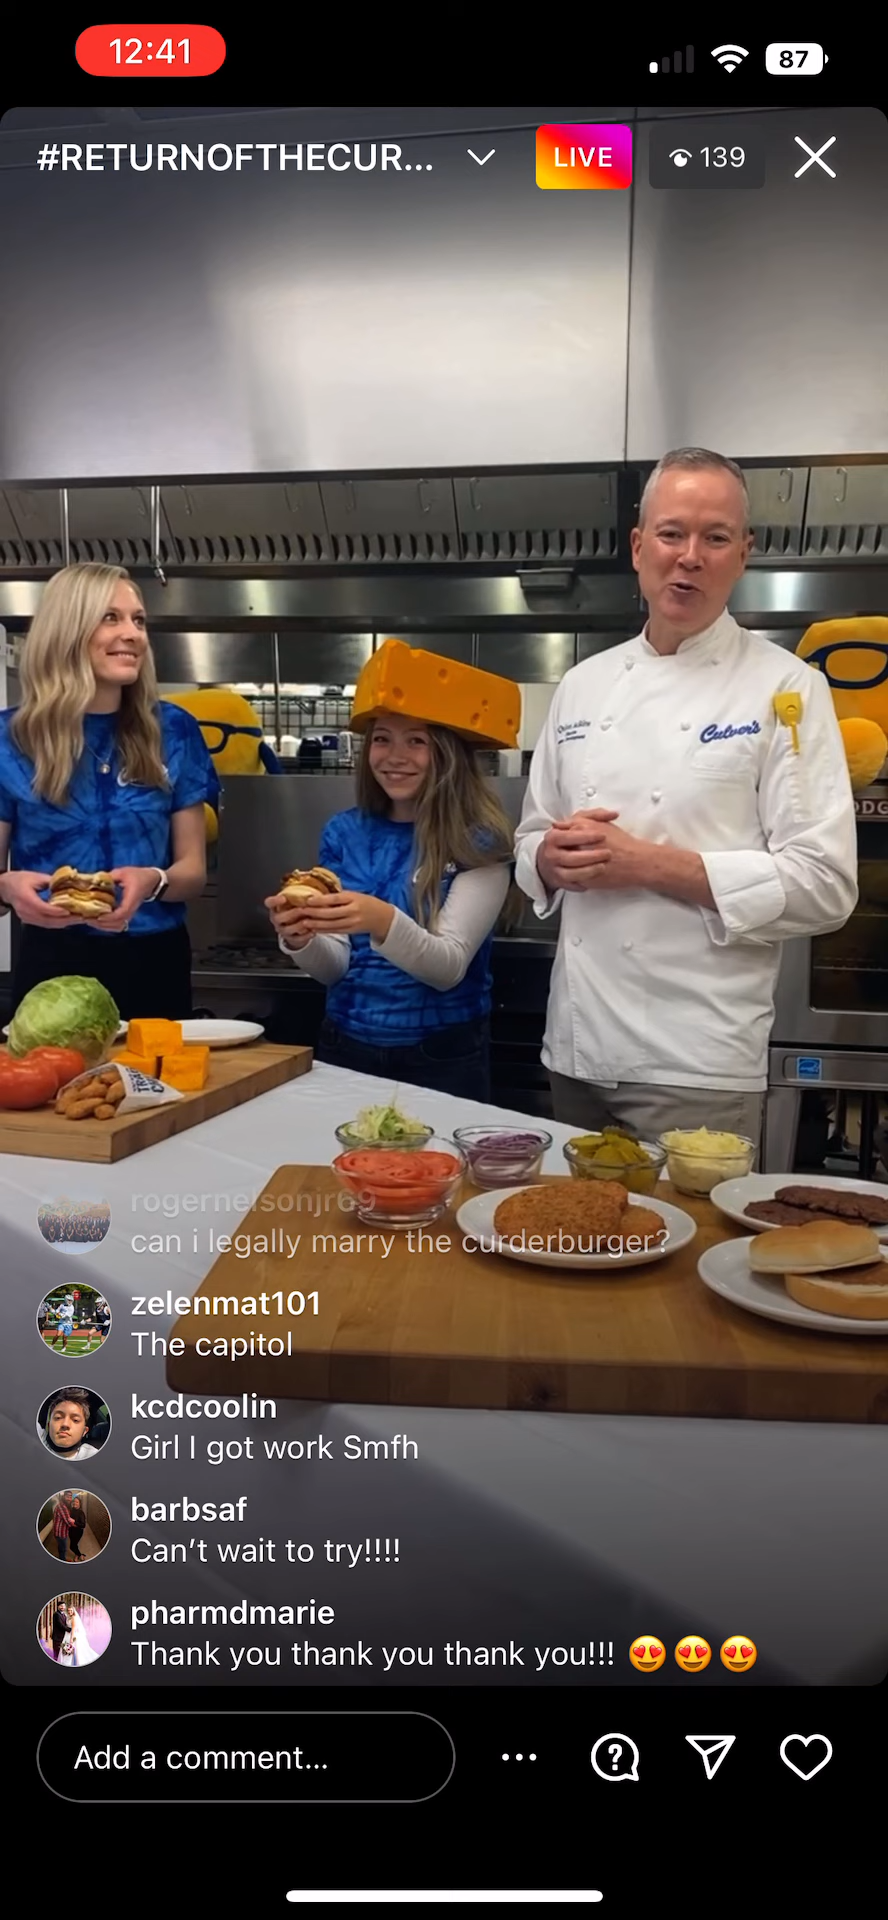 12:41
87
#RETURNOFTHECUR...
LIVE
139
Culver's
rogernelsonjr69
can i legally marry the curderburger?
zelenmat101
The capitol
kcdcoolin
Girl I got work Smfh
barbsaf
Can't wait to try!!!!
pharmdmarie
Thank you thank you thank you!!! 😍😍😍
Add a comment...